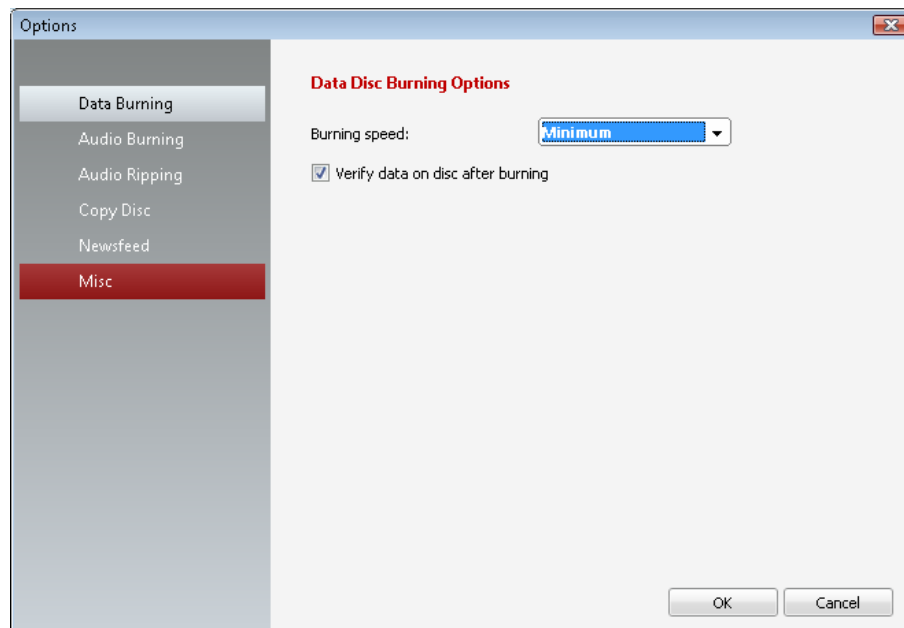 Options
Data Burning
Audio Burning
Audio Ripping
Copy Disc
Newsfeed
Misc
Data Disc Burning Options
Burning speed: Minimum
Verify data on disc after burning
OK Cancel